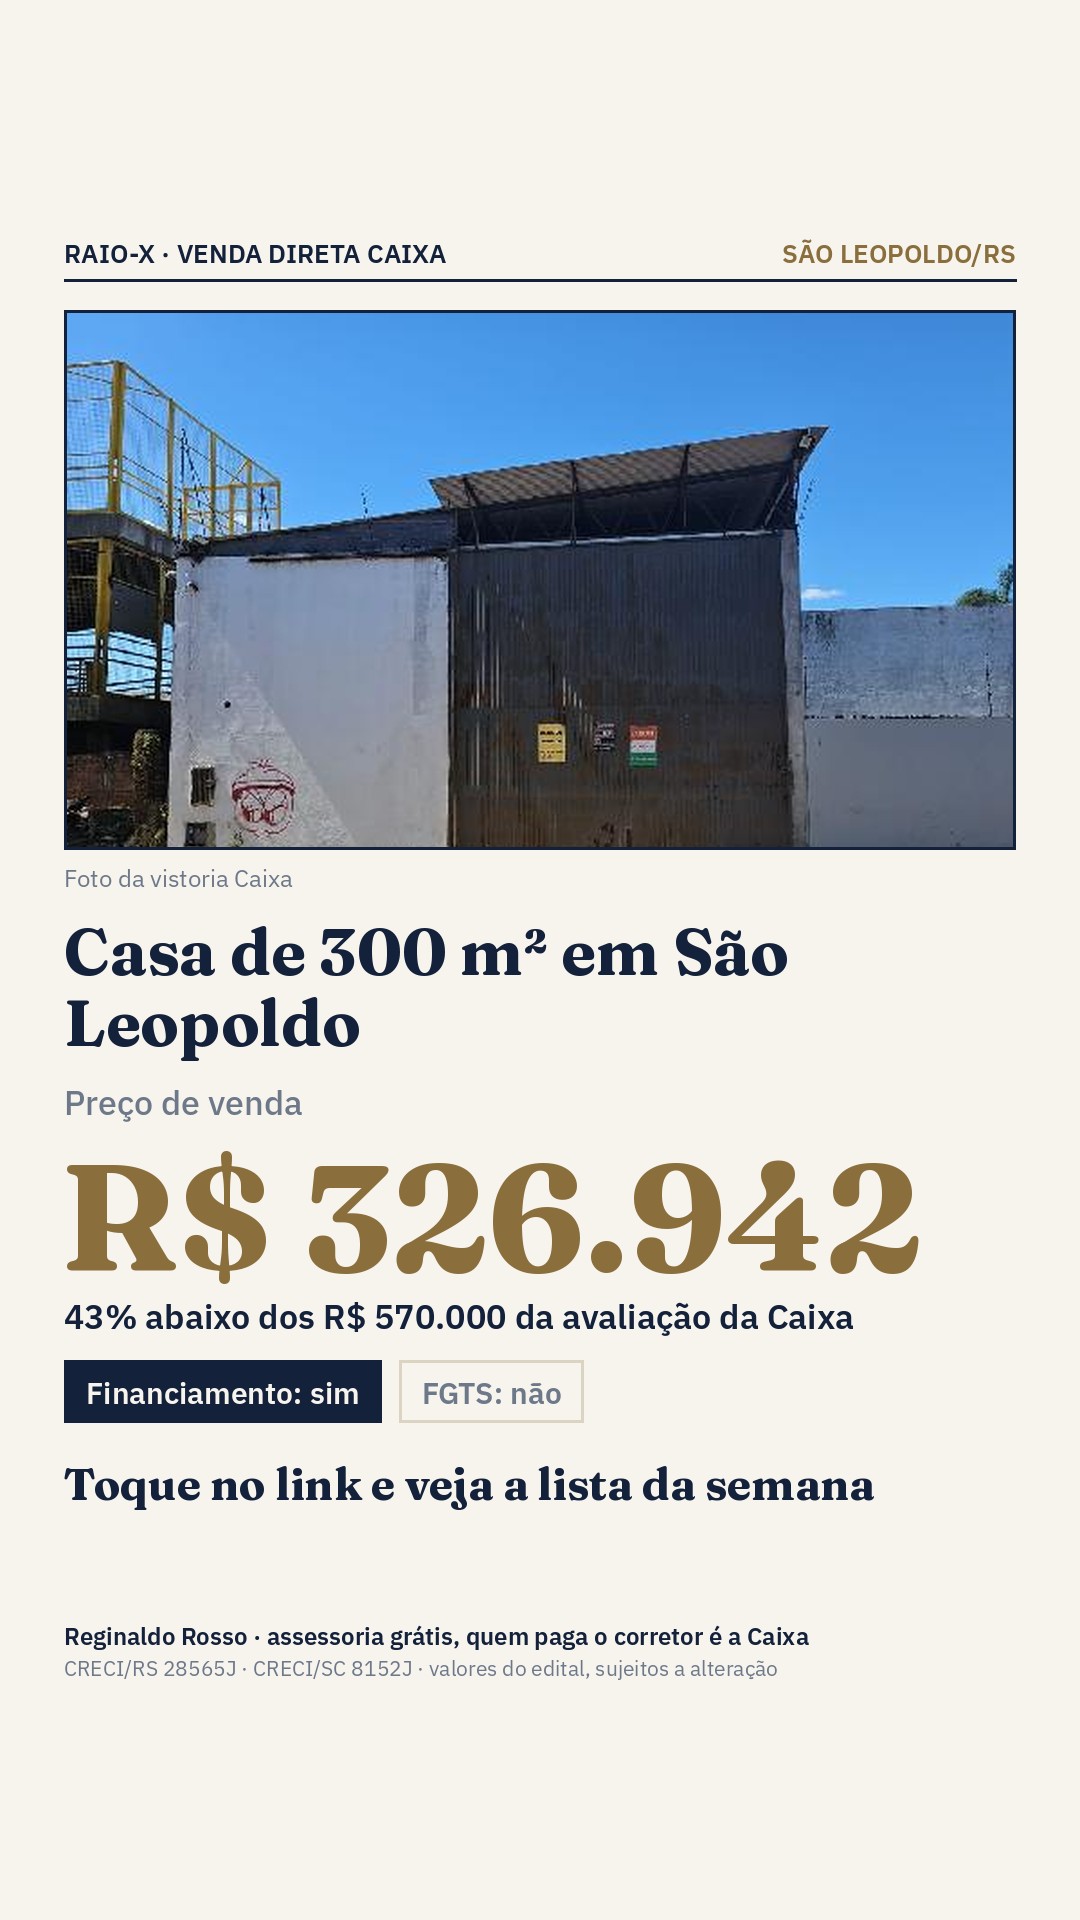 RAIO-X · VENDA DIRETA CAIXA
SÃO LEOPOLDO/RS
Foto da vistoria Caixa
Casa de 300 m² em São
Leopoldo
Preço de venda
R$ 326.942
43% abaixo dos R$ 570.000 da avaliação da Caixa
Financiamento: sim
FGTS: não
Toque no link e veja a lista da semana
Reginaldo Rosso · assessoria grátis, quem paga o corretor é a Caixa
CRECI/RS 28565J · CRECI/SC 8152J · valores do edital, sujeitos a alteração